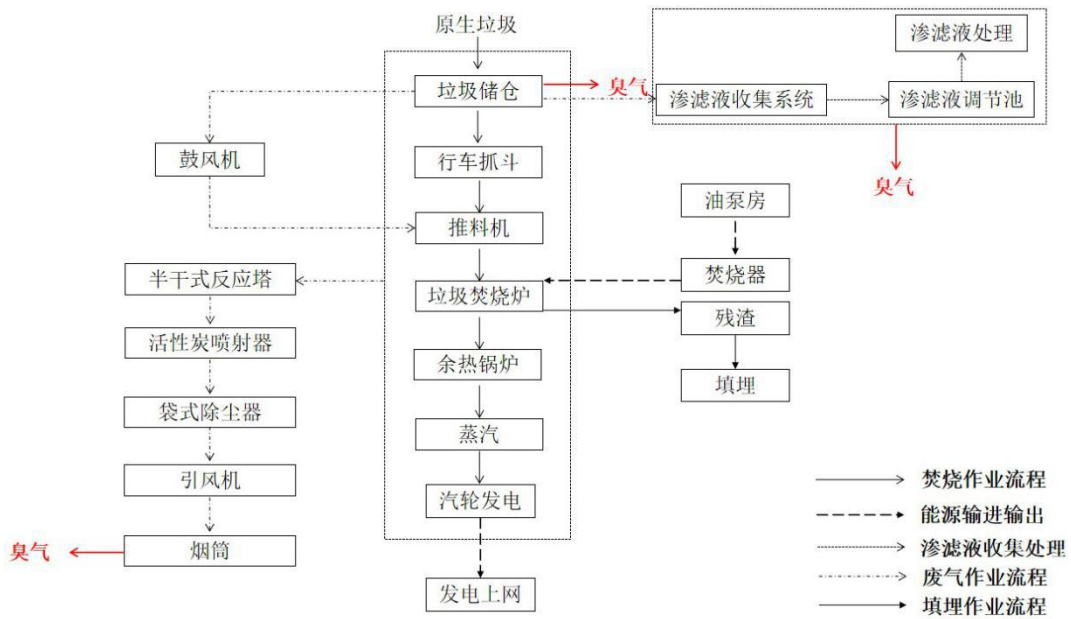 原生垃圾
垃圾储仓
臭气
渗滤液处理
渗滤液收集系统
渗滤液调节池
臭气
鼓风机
行车抓斗
推料机
油泵房
焚烧器
半干式反应塔
垃圾焚烧炉
残渣
活性炭喷射器
余热锅炉
填埋
袋式除尘器
蒸汽
引风机
汽轮发电
烟筒
臭气
发电上网
焚烧作业流程
能源输进输出
渗滤液收集处理
废气作业流程
填埋作业流程